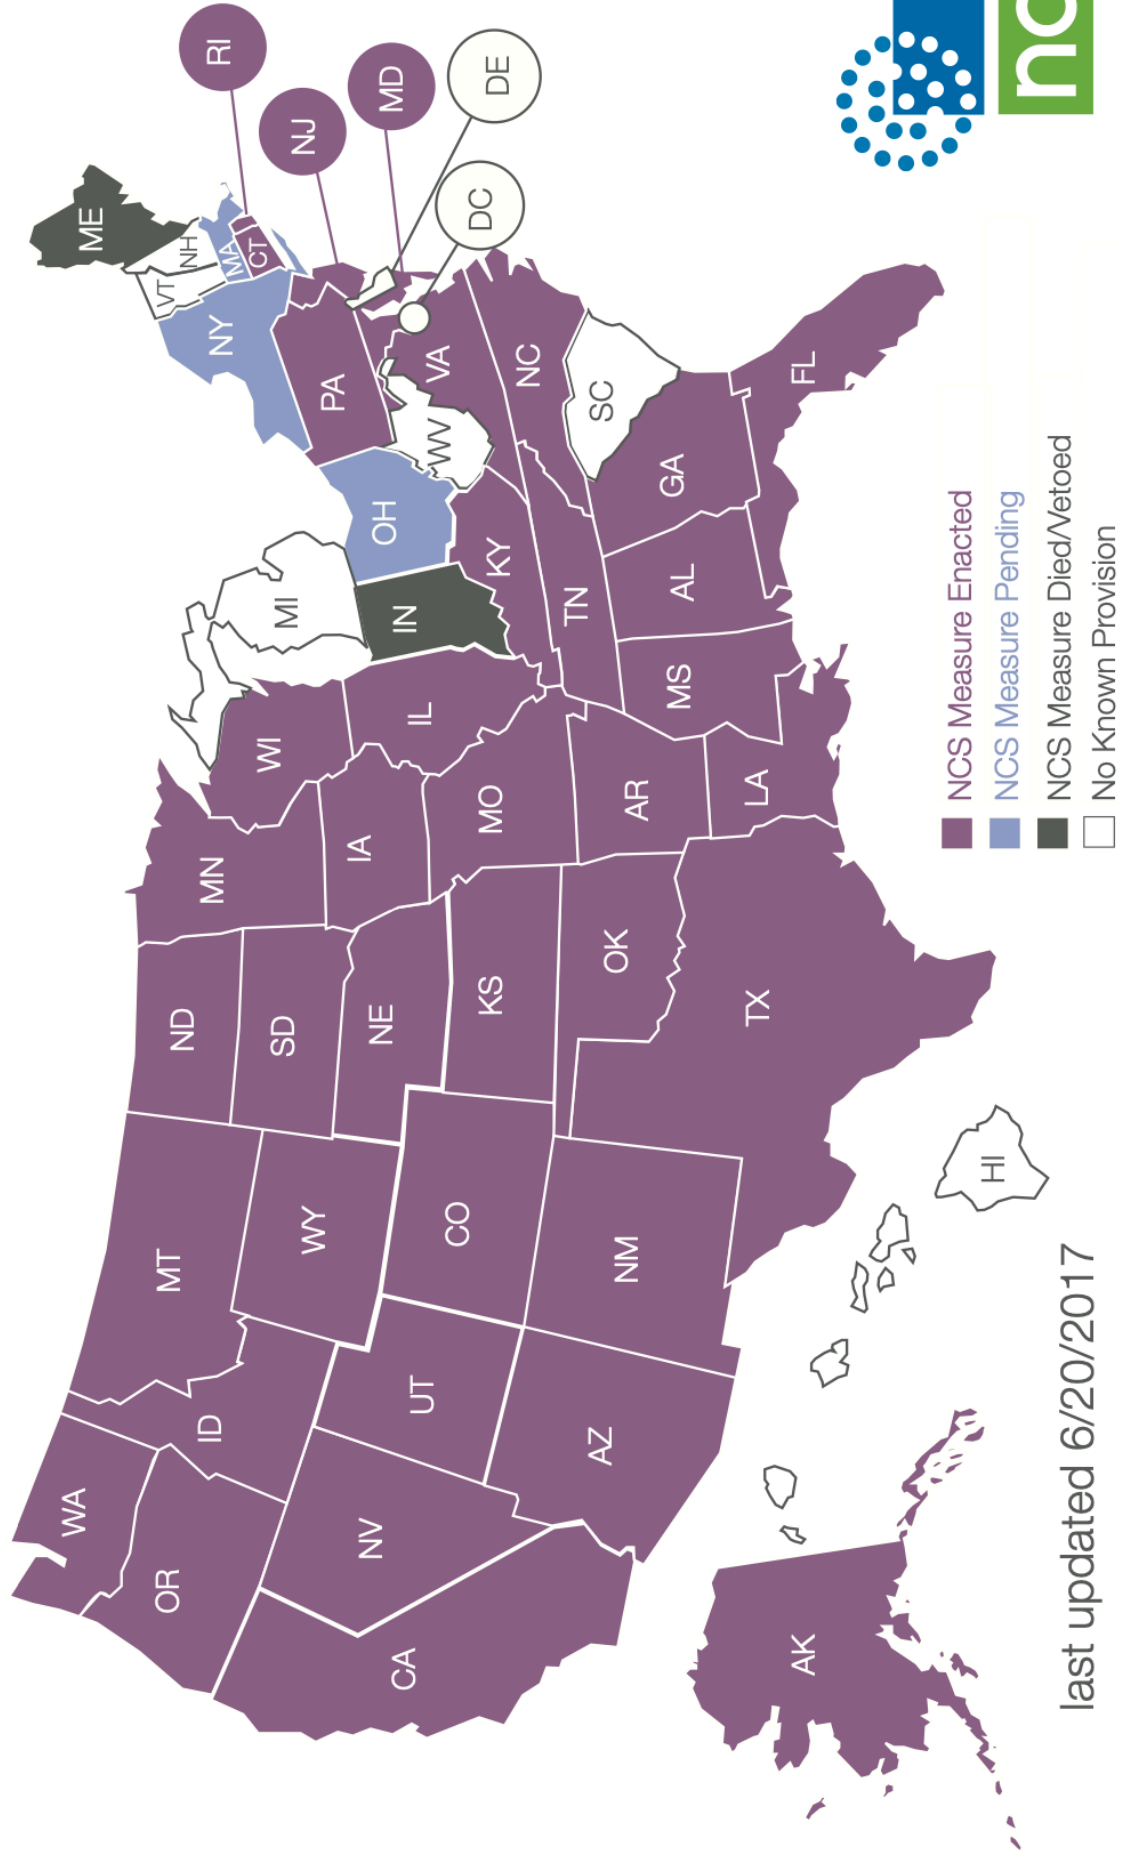 WA
OR
CA
NV
ID
MT
WY
UT
AZ
CO
NM
ND
SD
NE
KS
OK
TX
MN
IA
MO
AR
LA
WI
IL
MI
IN
OH
KY
TN
MS
AL
GA
FL
SC
NC
VA
WV
PA
NY
VT
NH
ME
MA
CT
RI
NJ
MD
DE
DC
AK
HI
NCS Measure Enacted
NCS Measure Pending
NCS Measure Died/Vetoed
No Known Provision
last updated 6/20/2017